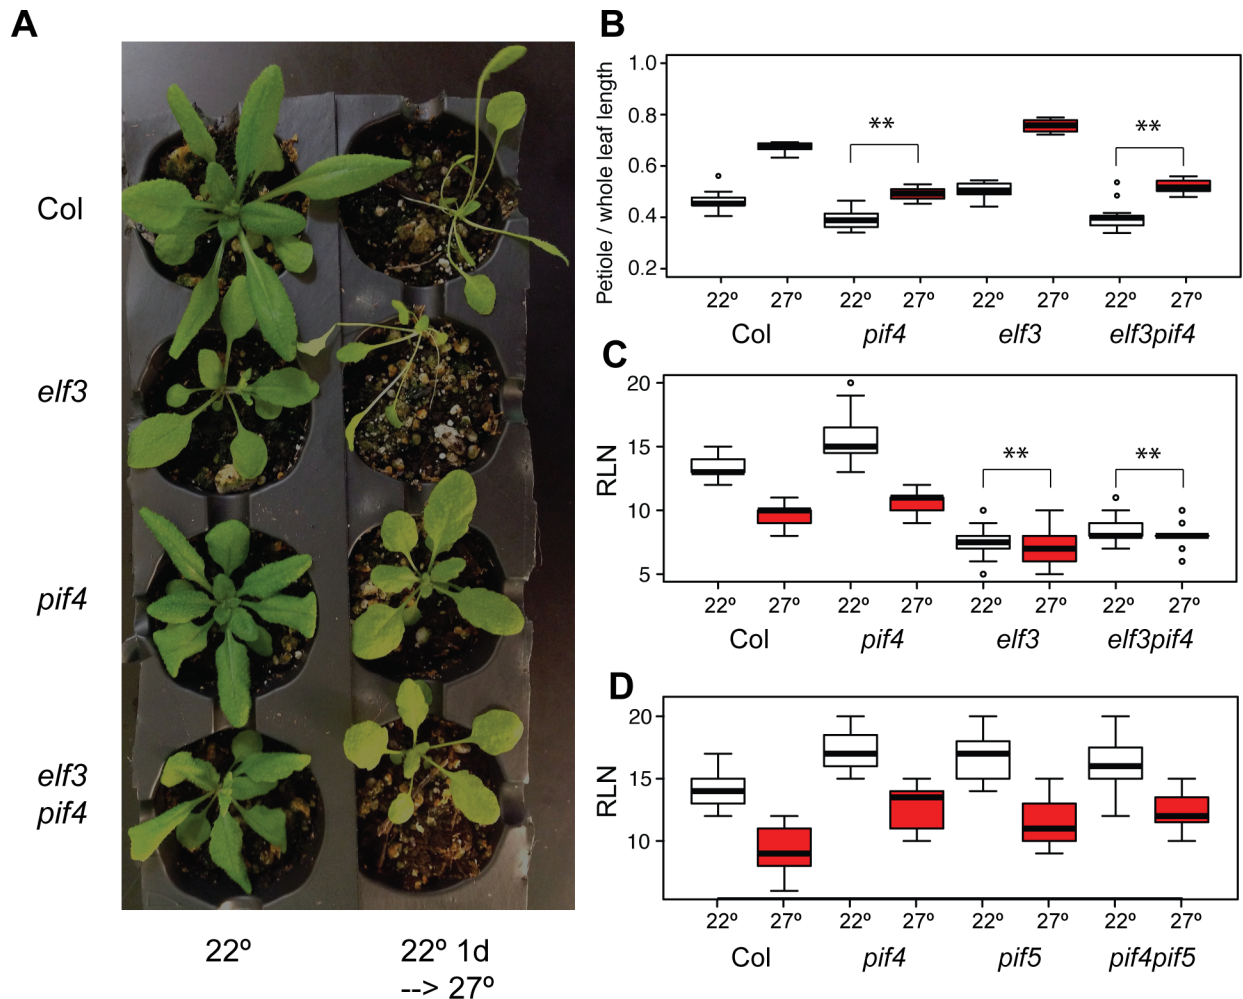 A
Col
elf3
pif4
elf3
pif4
22º
22º 1d
--> 27º
B
Petiole / whole leaf length
1.0
0.8
0.6
0.4
0.2
**
**
22º 27º 22º 27º 22º 27º 22º 27º
Col pif4 elf3 elf3pif4
C
RLN
20
15
10
5
**
**
22º 27º 22º 27º 22º 27º 22º 27º
Col pif4 elf3 elf3pif4
D
RLN
20
15
10
22º 27º 22º 27º 22º 27º 22º 27º
Col pif4 pif5 pif4pif5